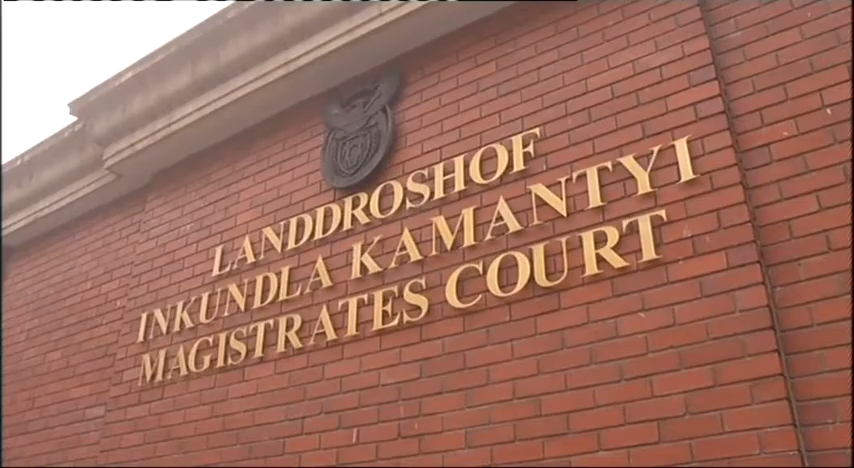 LANDDROSHOF
INKUNDLA KAMANTYI
MAGISTRATES COURT